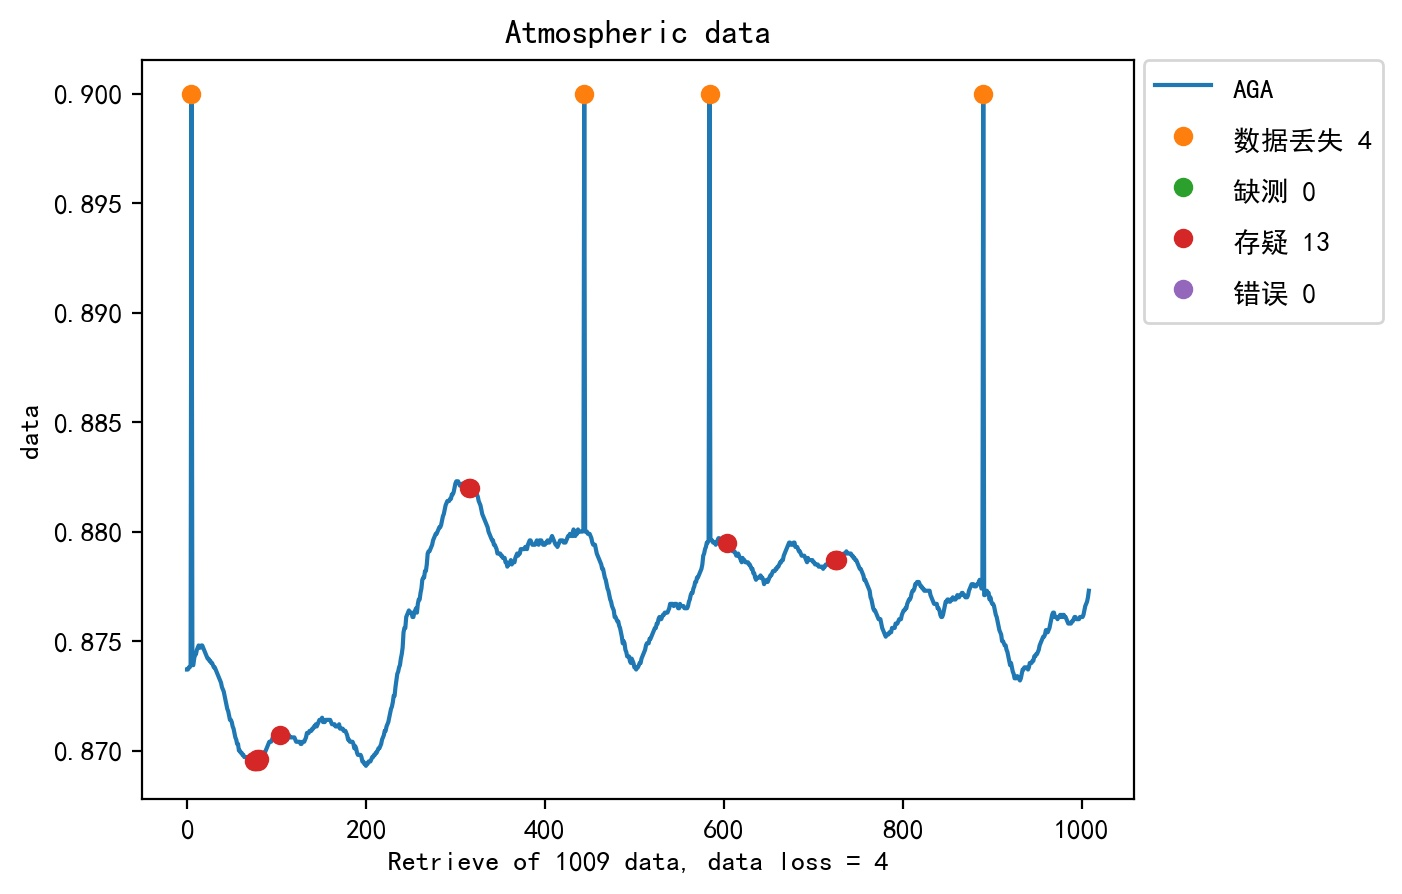 Atmospheric data
AGA
数据丢失 4
缺测 0
存疑 13
错误 0
data
0.900
0.895
0.890
0.885
0.880
0.875
0.870
0 200 400 600 800 1000
Retrieve of 1009 data, data loss = 4